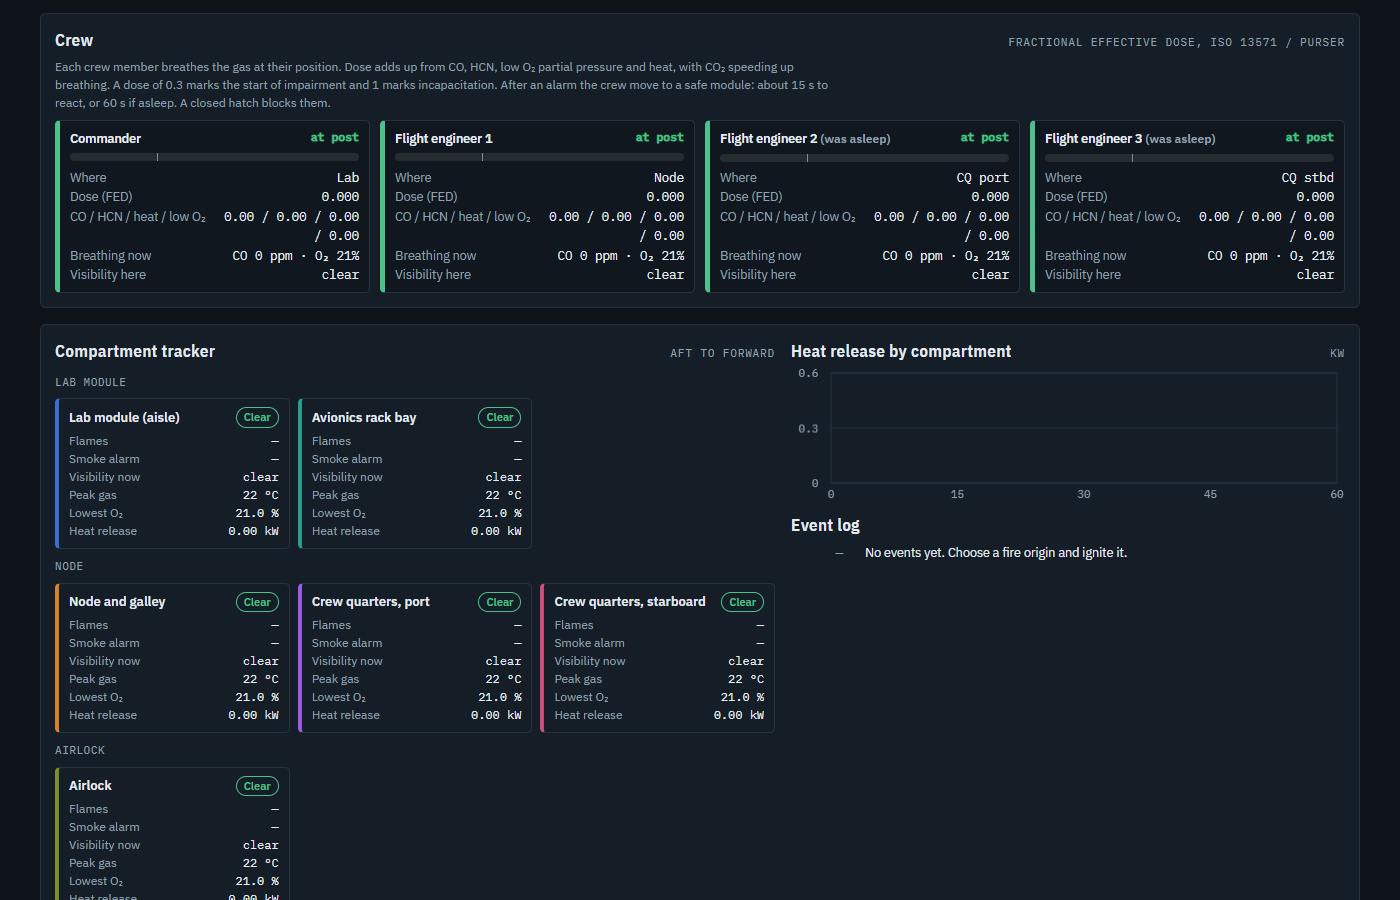 Crew
FRACTIONAL EFFECTIVE DOSE, ISO 13571 / PURSER
Each crew member breathes the gas at their position. Dose adds up from CO, HCN, low O₂ partial pressure and heat, with CO₂ speeding up
breathing. A dose of 0.3 marks the start of impairment and 1 marks incapacitation. After an alarm the crew move to a safe module: about 15 s to
react, or 60 s if asleep. A closed hatch blocks them.
Commander at post
Where Lab
Dose (FED) 0.000
CO / HCN / heat / low O₂ 0.00 / 0.00 / 0.00
/ 0.00
Breathing now CO 0 ppm · O₂ 21%
Visibility here clear
Flight engineer 1 at post
Where Node
Dose (FED) 0.000
CO / HCN / heat / low O₂ 0.00 / 0.00 / 0.00
/ 0.00
Breathing now CO 0 ppm · O₂ 21%
Visibility here clear
Flight engineer 2 (was asleep) at post
Where CQ port
Dose (FED) 0.000
CO / HCN / heat / low O₂ 0.00 / 0.00 / 0.00
/ 0.00
Breathing now CO 0 ppm · O₂ 21%
Visibility here clear
Flight engineer 3 (was asleep) at post
Where CQ stbd
Dose (FED) 0.000
CO / HCN / heat / low O₂ 0.00 / 0.00 / 0.00
/ 0.00
Breathing now CO 0 ppm · O₂ 21%
Visibility here clear
Compartment tracker
AFT TO FORWARD
LAB MODULE
Lab module (aisle) Clear
Flames –
Smoke alarm –
Visibility now clear
Peak gas 22 °C
Lowest O₂ 21.0 %
Heat release 0.00 kW
Avionics rack bay Clear
Flames –
Smoke alarm –
Visibility now clear
Peak gas 22 °C
Lowest O₂ 21.0 %
Heat release 0.00 kW
NODE
Node and galley Clear
Flames –
Smoke alarm –
Visibility now clear
Peak gas 22 °C
Lowest O₂ 21.0 %
Heat release 0.00 kW
Crew quarters, port Clear
Flames –
Smoke alarm –
Visibility now clear
Peak gas 22 °C
Lowest O₂ 21.0 %
Heat release 0.00 kW
Crew quarters, starboard Clear
Flames –
Smoke alarm –
Visibility now clear
Peak gas 22 °C
Lowest O₂ 21.0 %
Heat release 0.00 kW
AIRLOCK
Airlock Clear
Flames –
Smoke alarm –
Visibility now clear
Peak gas 22 °C
Lowest O₂ 21.0 %
Heat release 0.00 kW
Heat release by compartment
KW
0.6
0.3
0
0 15 30 45 60
Event log
– No events yet. Choose a fire origin and ignite it.